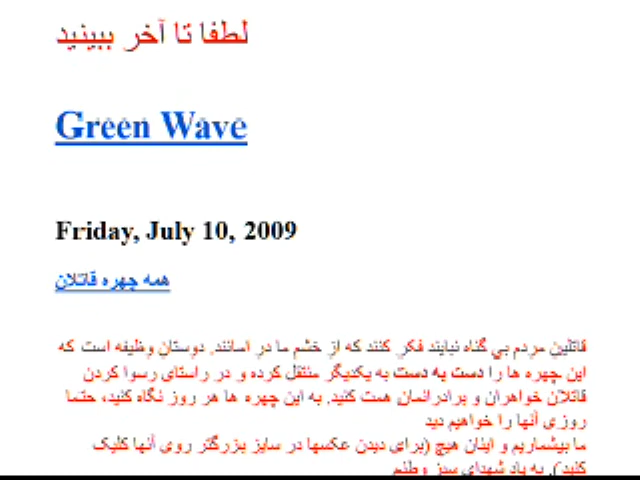 لطفا تا آخر ببینید
Green Wave
Friday, July 10, 2009
همه چهره قاتلان
قاتلین مردم بی گناه نبایند فکر کنند که از خشم ما در امانند. دوستان وظیفه است که
این چهره ها را دست به دست به یکدیگر منتقل کرده و در راستای رسوا کردن
قاتلان خواهران و برادرانمان همت کنید. به این چهره ها هر روز نگاه کنید، حتما
روزی آنها را خواهیم دید
ما بیشماریم و اینان هیچ (برای دیدن عکسها در سایز بزرگتر روی آنها کلیک
کنید). به یاد شهدای سبز وطنم